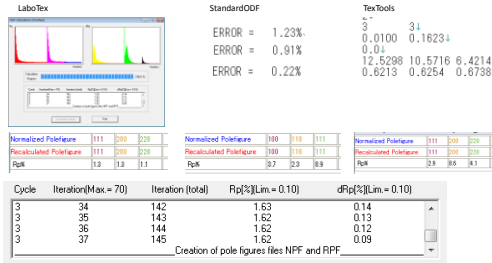 LaboTex
StandardODF
TexTools
ERROR = 1.23%
ERROR = 0.91%
ERROR = 0.22%
3 3↓
0.0100 0.1623↓
0.0↓
12.5298 10.5716 6.4214
0.6213 0.6254 0.6738
Normalized Polefigure 111 200 220
Recalculated Polefigure 111 200 220
Rp% 1.3 1.3 1.1
Normalized Polefigure 100 110 111
Recalculated Polefigure 100 110 111
Rp% 3.7 2.3 8.9
Normalized Polefigure 111 200 220
Recalculated Polefigure 111 200 220
Rp% 2.9 8.6 4.1
Cycle Iteration(Max.= 70) Iteration (total) Rp[%](Lim.= 0.10) dRp[%](Lim.= 0.10)
3 34 142 1.63 0.14
3 35 143 1.62 0.13
3 36 144 1.62 0.12
3 37 145 1.62 0.09
Creation of pole figures files NPF and RPF